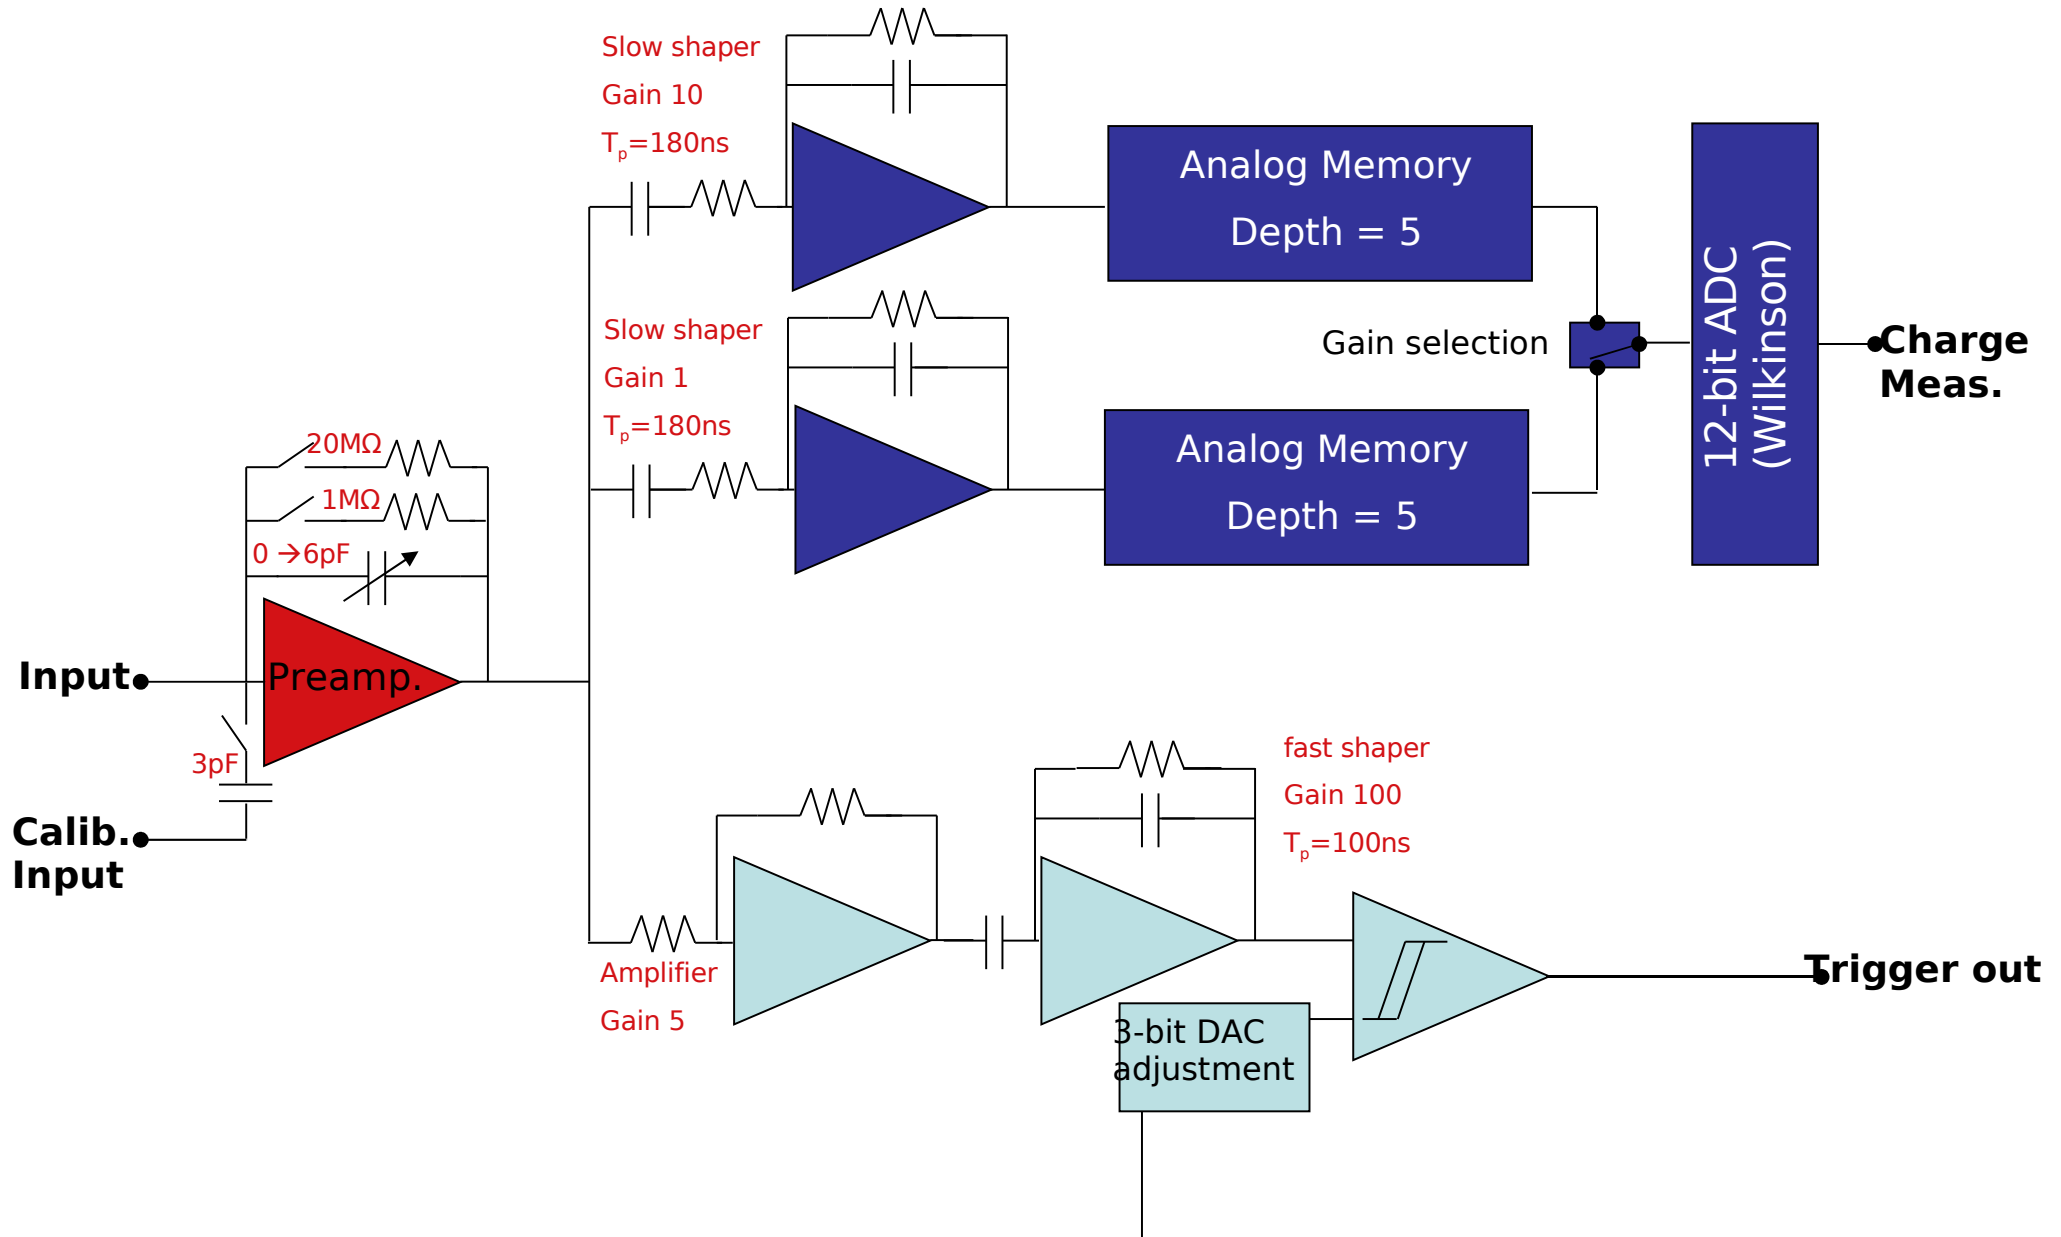 Slow shaper
Gain 10
Tp=180ns
Analog Memory
Depth = 5
Slow shaper
Gain 1
Tp=180ns
Analog Memory
Depth = 5
Gain selection
12-bit ADC
(Wilkinson)
Charge
Meas.
20MΩ
1MΩ
0 →6pF
Input
Preamp.
3pF
Calib.
Input
fast shaper
Gain 100
Tp=100ns
Amplifier
Gain 5
3-bit DAC
adjustment
Trigger out